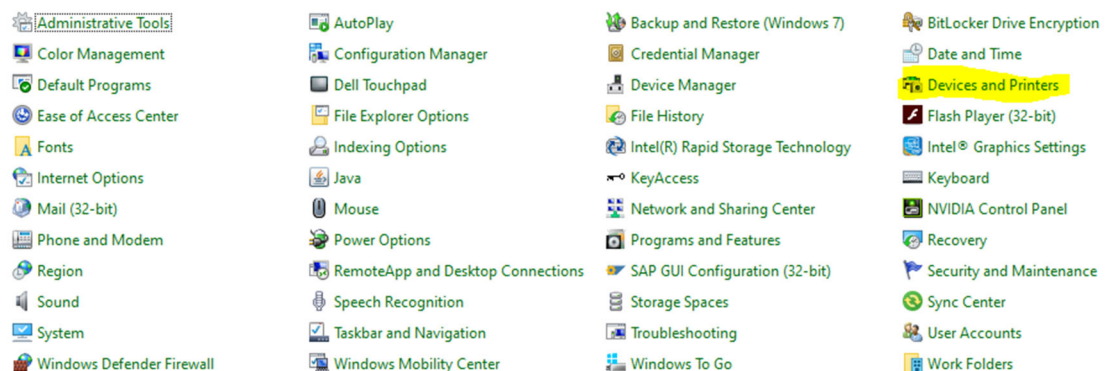 Administrative Tools
AutoPlay
Backup and Restore (Windows 7)
BitLocker Drive Encryption
Color Management
Configuration Manager
Credential Manager
Date and Time
Default Programs
Dell Touchpad
Device Manager
Devices and Printers
Ease of Access Center
File Explorer Options
File History
Flash Player (32-bit)
Fonts
Indexing Options
Intel(R) Rapid Storage Technology
Intel® Graphics Settings
Internet Options
Java
KeyAccess
Keyboard
Mail (32-bit)
Mouse
Network and Sharing Center
NVIDIA Control Panel
Phone and Modem
Power Options
Programs and Features
Recovery
Region
RemoteApp and Desktop Connections
SAP GUI Configuration (32-bit)
Security and Maintenance
Sound
Speech Recognition
Storage Spaces
Sync Center
System
Taskbar and Navigation
Troubleshooting
User Accounts
Windows Defender Firewall
Windows Mobility Center
Windows To Go
Work Folders